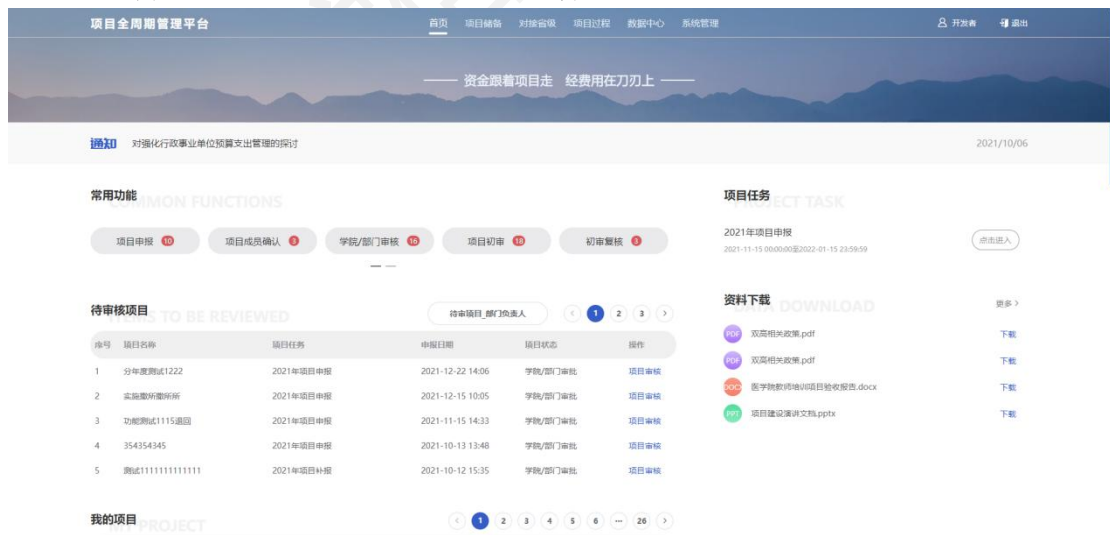 项目全周期管理平台 首页 项目储备 对接省级 项目过程 数据中心 系统管理 开发者 退出
资金跟着项目走 经费用在刀刃上
通知 对强化行政事业单位预算支出管理的探讨 2021/10/06
常用功能 COMMON FUNCTIONS
项目申报 10 项目成员确认 3 学院/部门审核 16 项目初审 18 初审复核 3
项目任务 PROJECT TASK
2021年项目申报 点击进入
2021-11-15 00:00:00至2022-01-15 23:59:59
待审核项目 ITEMS TO BE REVIEWED 待审项目_部门负责人 < 1 2 3 >
序号 项目名称 项目任务 申报日期 项目状态 操作
1 分年度测试1222 2021年项目申报 2021-12-22 14:06 学院/部门审批 项目审核
2 实施撒所撒所所 2021年项目申报 2021-12-15 10:05 学院/部门审批 项目审核
3 功能测试1115退回 2021年项目申报 2021-11-15 14:33 学院/部门审批 项目审核
4 354354345 2021年项目申报 2021-10-13 13:48 学院/部门审批 项目审核
5 测试1111111111111 2021年项目补报 2021-10-12 15:35 学院/部门审批 项目审核
资料下载 DATA DOWNLOAD 更多 >
PDF 双高相关政策.pdf 下载
PDF 双高相关政策.pdf 下载
DOCX 医学院教师培训项目验收报告.docx 下载
PPT 项目建设演讲文档.pptx 下载
我的项目 MY PROJECT < 1 2 3 4 5 6 ··· 26 >